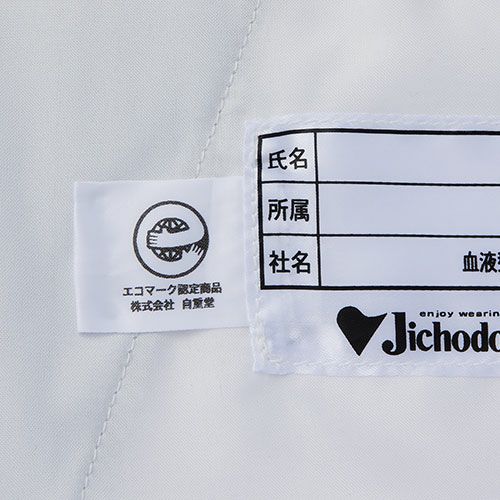 氏名
所属
社名
血液
エコマーク認定商品
株式会社 自重堂
enjoy wearin
Jichodo